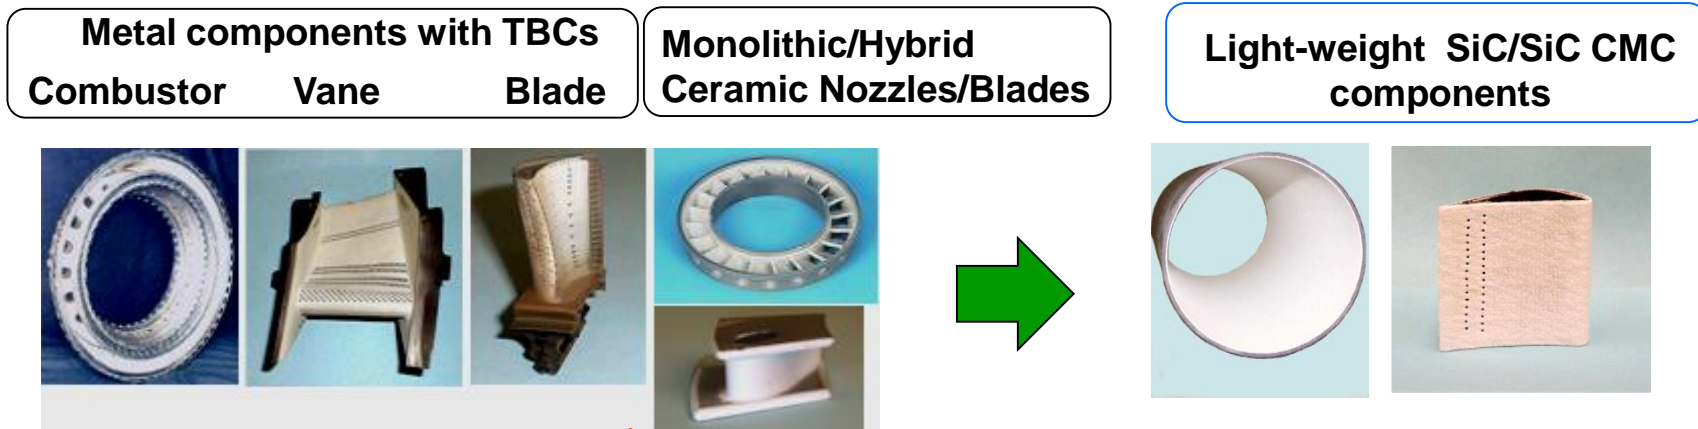 Metal components with TBCs
Combustor Vane Blade
Monolithic/Hybrid
Ceramic Nozzles/Blades
Light-weight SiC/SiC CMC
components